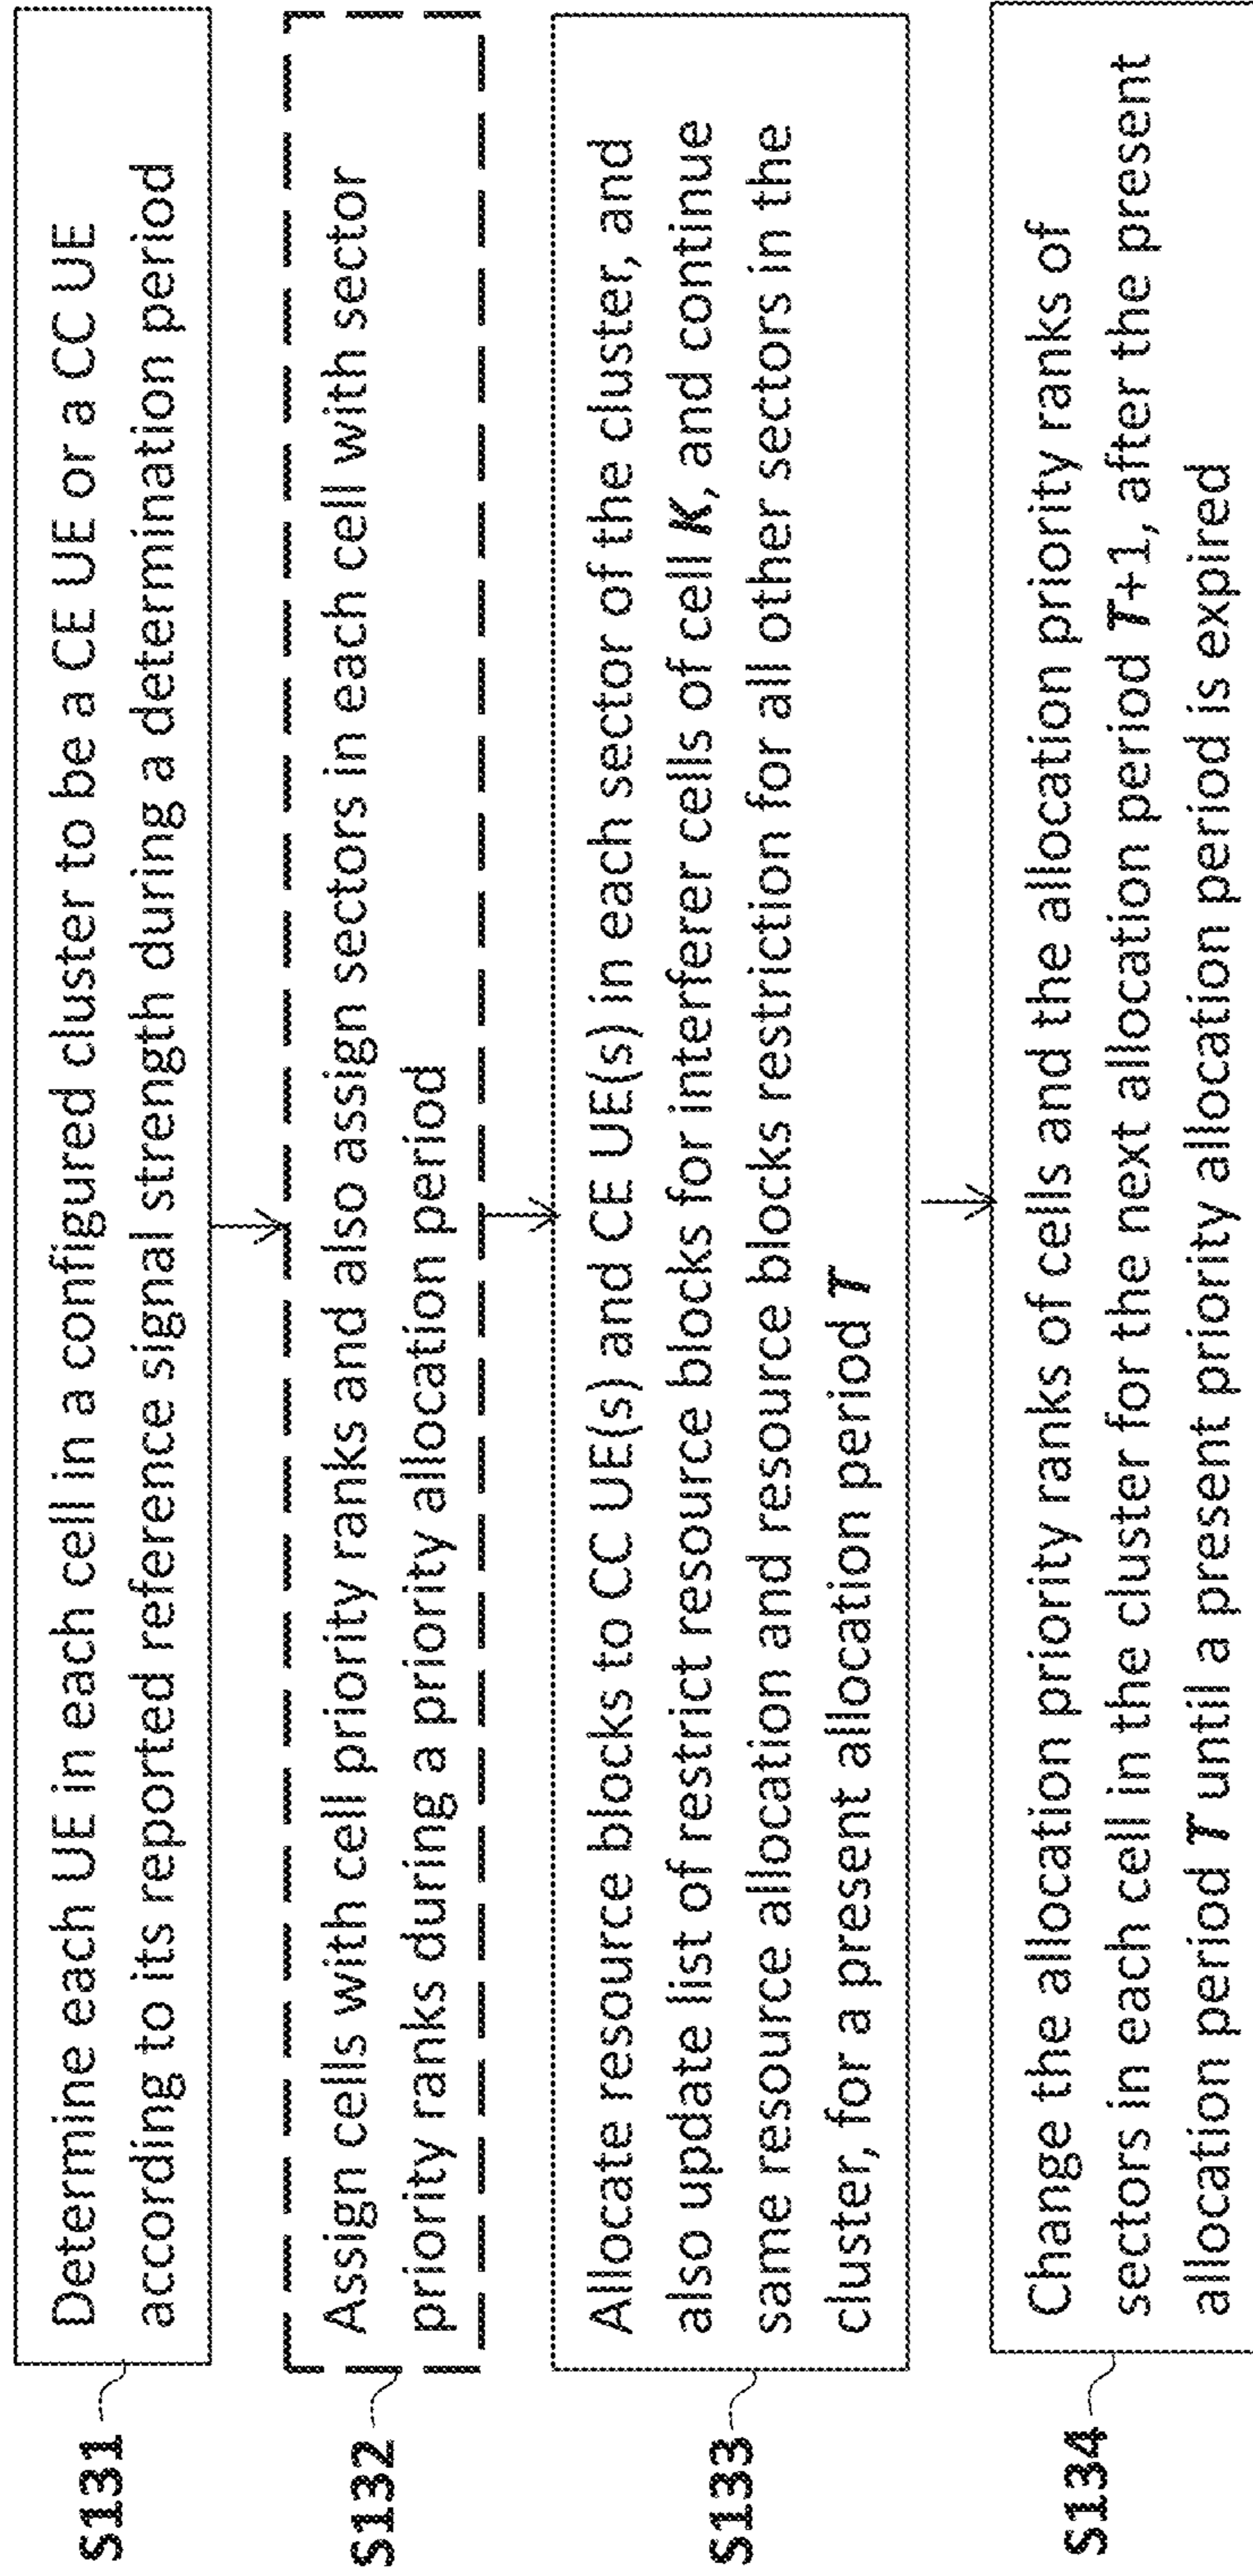 S131
Determine each UE in each cell in a configured cluster to be a CE UE or a CC UE
according to its reported reference signal strength during a determination period
S132
Assign cells with cell priority ranks and also assign sectors in each cell with sector
priority ranks during a priority allocation period
S133
Allocate resource blocks to CC UE(s) and CE UE(s) in each sector of the cluster, and
also update list of restrict resource blocks for interferer cells of cell K, and continue
same resource allocation and resource blocks restriction for all other sectors in the
cluster, for a present allocation period T
S134
Change the allocation priority ranks of cells and the allocation priority ranks of
sectors in each cell in the cluster for the next allocation period T+1, after the present
allocation period T until a present priority allocation period is expired